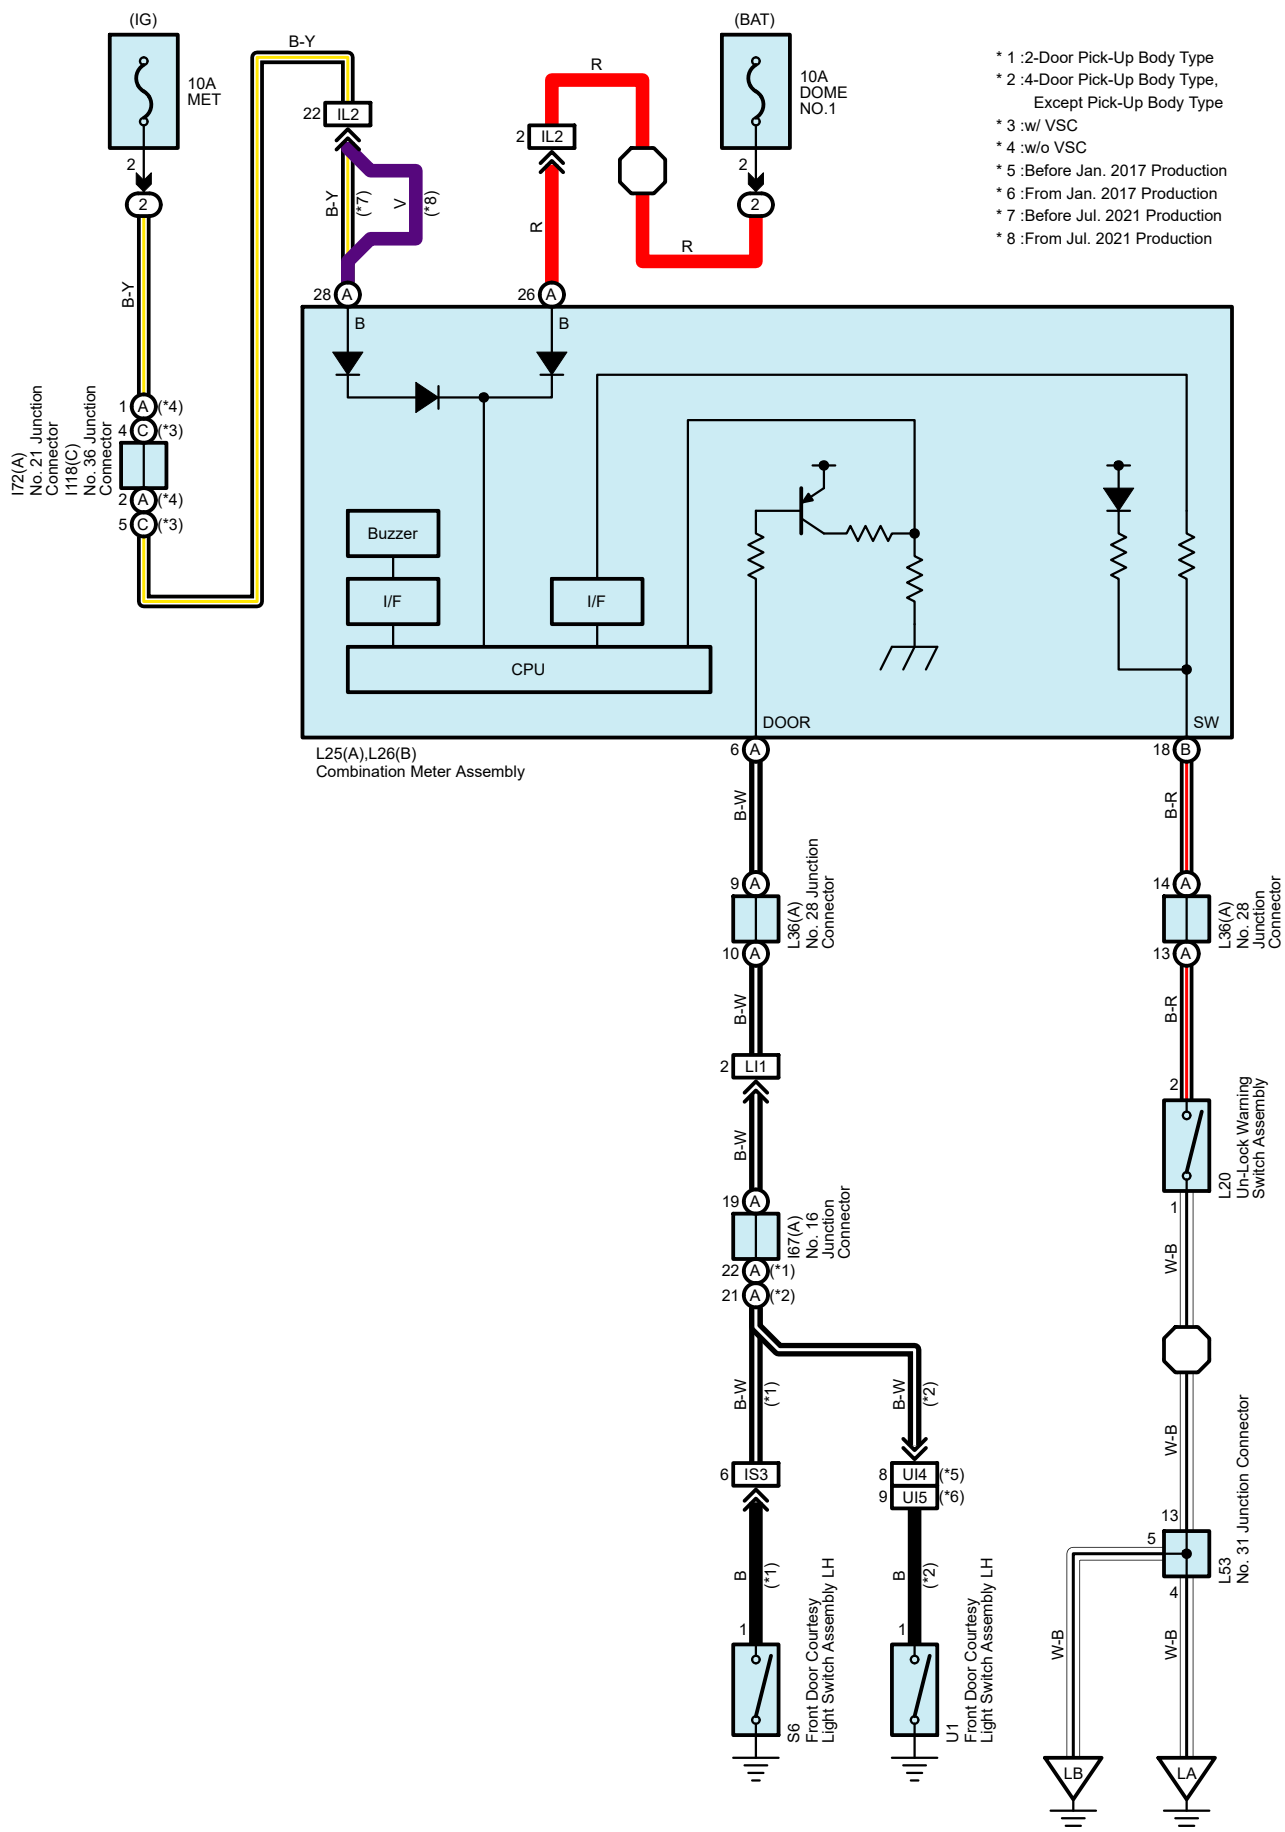 (IG)
10A
MET
2
2
B-Y
B-Y
22 IL2
B-Y
(*7)
V
(*8)
28 A
R
2 IL2
R
R
26 A
(BAT)
10A
DOME
NO.1
2
2
* 1 :2-Door Pick-Up Body Type
* 2 :4-Door Pick-Up Body Type,
Except Pick-Up Body Type
* 3 :w/ VSC
* 4 :w/o VSC
* 5 :Before Jan. 2017 Production
* 6 :From Jan. 2017 Production
* 7 :Before Jul. 2021 Production
* 8 :From Jul. 2021 Production
1 A (*4)
4 C (*3)
2 A (*4)
5 C (*3)
I72(A)
No. 21 Junction
Connector
I118(C)
No. 36 Junction
Connector
B
B
Buzzer
I/F
I/F
CPU
DOOR
SW
L25(A),L26(B)
Combination Meter Assembly
6 A
B-W
9 A
L36(A)
No. 28 Junction
Connector
10 A
B-W
2 LI1
B-W
19 A
I67(A)
No. 16
Junction
Connector
22 A (*1)
21 A (*2)
B-W
(*1)
B-W
(*2)
6 IS3
8 UI4 (*5)
9 UI5 (*6)
B
(*1)
B
(*2)
1
S6
Front Door Courtesy
Light Switch Assembly LH
1
U1
Front Door Courtesy
Light Switch Assembly LH
18 B
B-R
14 A
L36(A)
No. 28
Junction
Connector
13 A
B-R
2
L20
Un-Lock Warning
Switch Assembly
1
W-B
W-B
13
5
4
L53
No. 31 Junction Connector
W-B
W-B
LB
LA